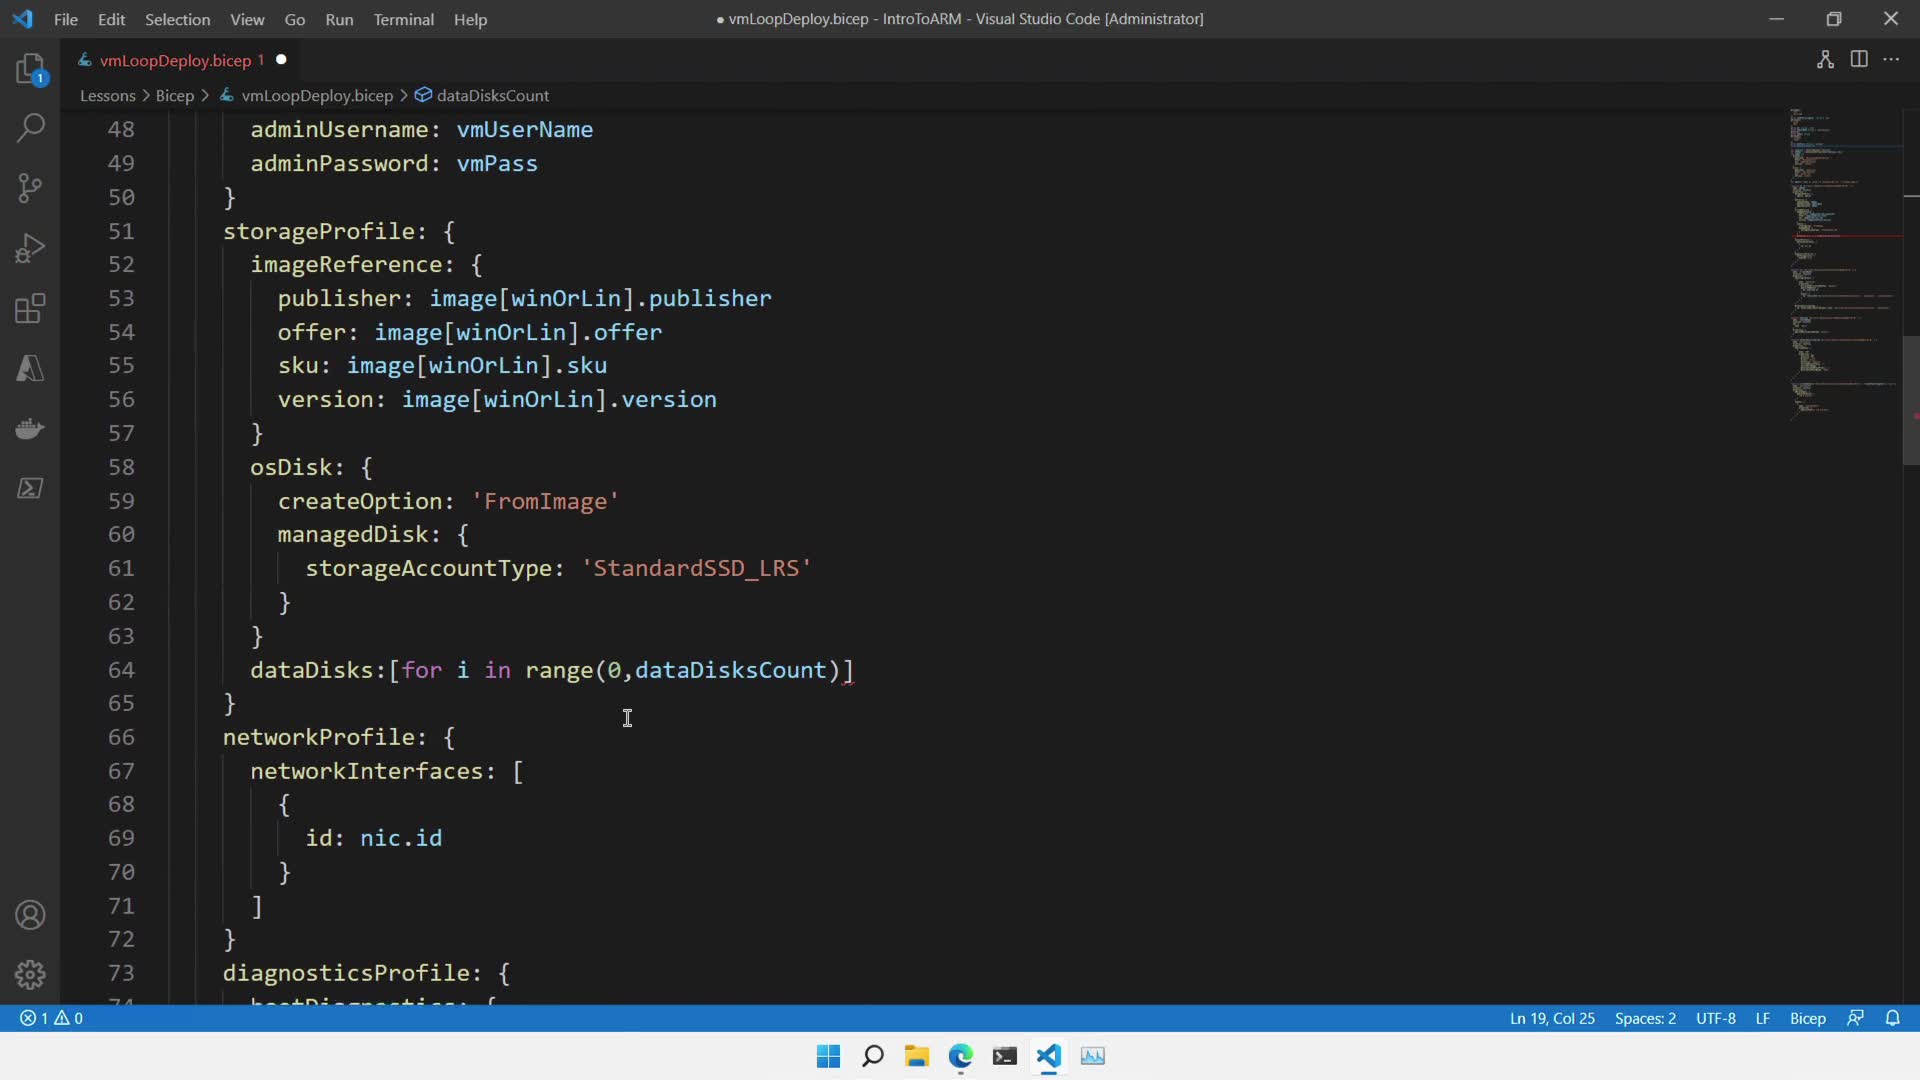 File Edit Selection View Go Run Terminal Help
● vmLoopDeploy.bicep - IntroToARM - Visual Studio Code [Administrator]
vmLoopDeploy.bicep 1
1
Lessons > Bicep > vmLoopDeploy.bicep > dataDisksCount
48 adminUsername: vmUserName
49 adminPassword: vmPass
50 }
51 storageProfile: {
52 imageReference: {
53 publisher: image[winOrLin].publisher
54 offer: image[winOrLin].offer
55 sku: image[winOrLin].sku
56 version: image[winOrLin].version
57 }
58 osDisk: {
59 createOption: 'FromImage'
60 managedDisk: {
61 storageAccountType: 'StandardSSD_LRS'
62 }
63 }
64 dataDisks:[for i in range(0,dataDisksCount)]
65 }
66 networkProfile: {
67 networkInterfaces: [
68 {
69 id: nic.id
70 }
71 ]
72 }
73 diagnosticsProfile: {
74 bootDiagnostics: {
1 0
Ln 19, Col 25 Spaces: 2 UTF-8 LF Bicep